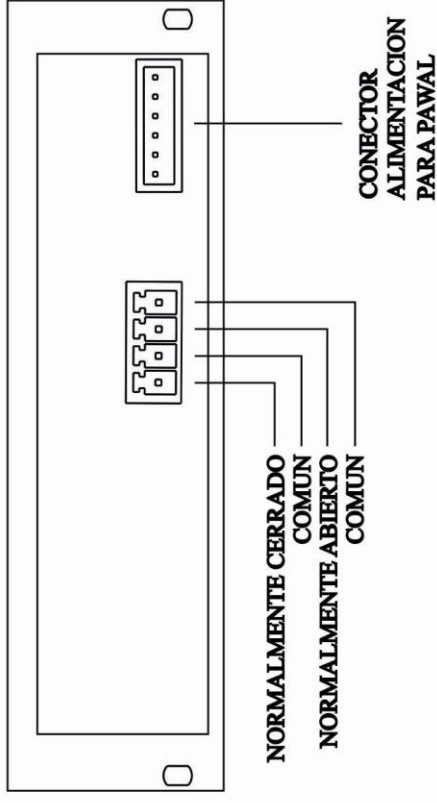 CONECTOR
ALIMENTACION
PARA PAWAL
NORMALMENTE CERRADO
COMUN
NORMALMENTE ABIERTO
COMUN